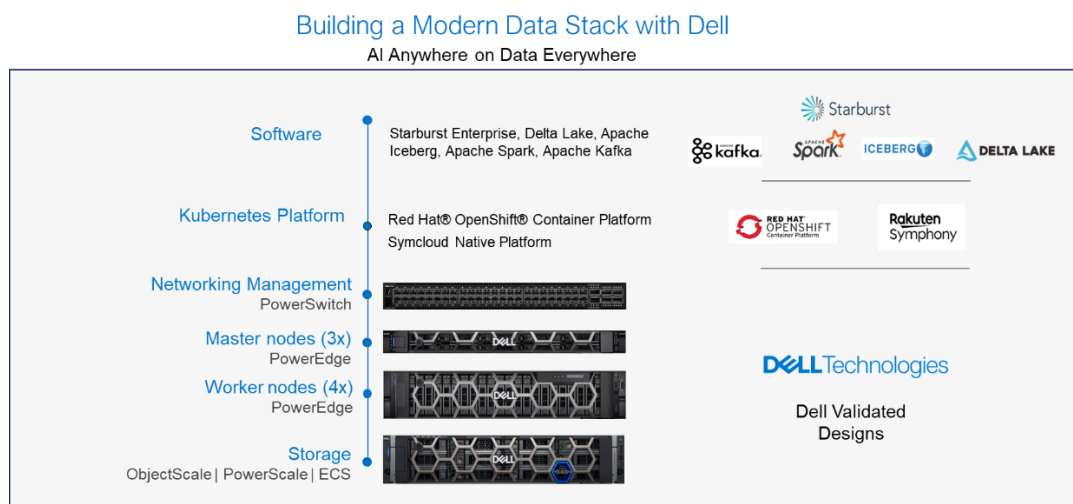 Building a Modern Data Stack with Dell
AI Anywhere on Data Everywhere
Software
Starburst Enterprise, Delta Lake, Apache
Iceberg, Apache Spark, Apache Kafka
Starburst
kafka.
APACHE
Spark
ICEBERG
DELTA LAKE
Kubernetes Platform
Red Hat® OpenShift® Container Platform
Symcloud Native Platform
RED HAT®
OPENSHIFT
Container Platform
Rakuten
Symphony
Networking Management
PowerSwitch
Master nodes (3x)
PowerEdge
DELL
Worker nodes (4x)
PowerEdge
DELL
Storage
ObjectScale | PowerScale | ECS
DELL
DELL Technologies
Dell Validated
Designs